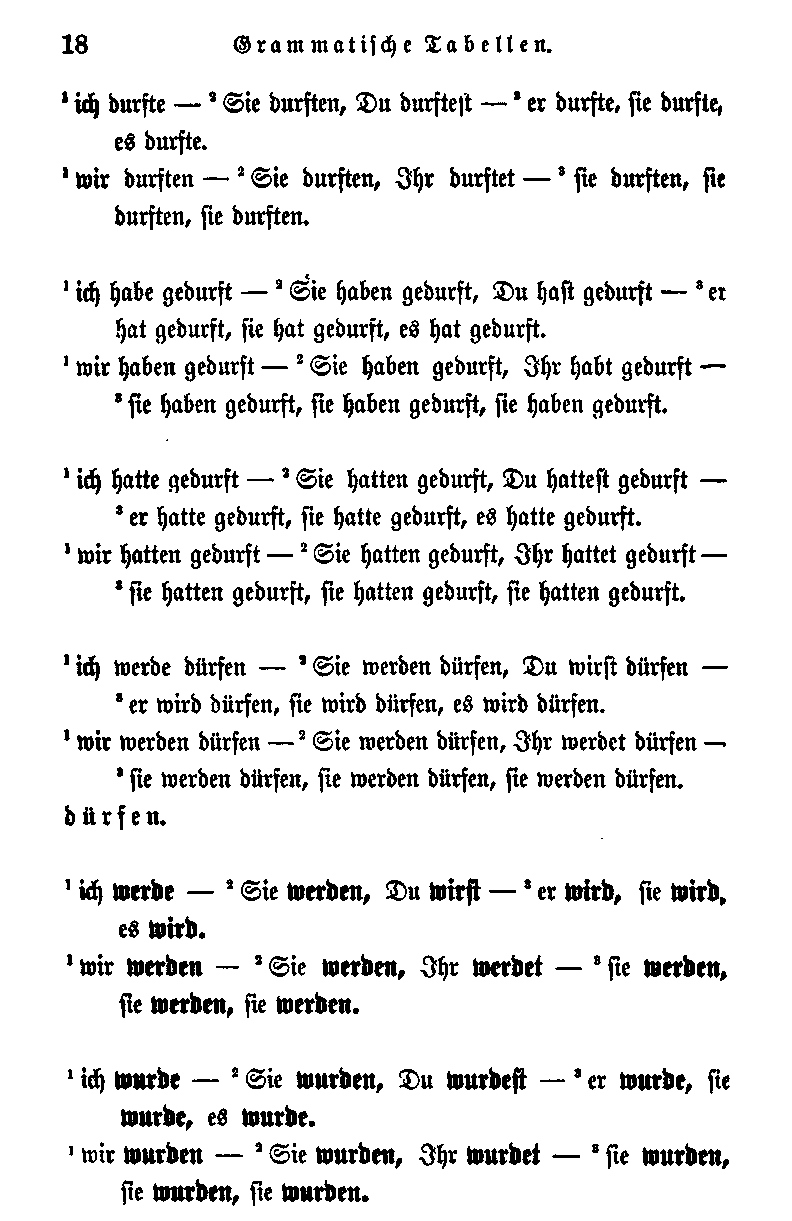 18 Grammatische Tabellen.
¹ ich durfte — ² Sie durften, Du durftest — ³ er durfte, sie durfte,
es durfte.
¹ wir durften — ² Sie durften, Ihr durftet — ³ sie durften, sie
durften, sie durften.
¹ ich habe gedurft — ² Sie haben gedurft, Du hast gedurft — ³ er
hat gedurft, sie hat gedurft, es hat gedurft.
¹ wir haben gedurft — ² Sie haben gedurft, Ihr habt gedurft —
³ sie haben gedurft, sie haben gedurft, sie haben gedurft.
¹ ich hatte gedurft — ² Sie hatten gedurft, Du hattest gedurft —
³ er hatte gedurft, sie hatte gedurft, es hatte gedurft.
¹ wir hatten gedurft — ² Sie hatten gedurft, Ihr hattet gedurft —
³ sie hatten gedurft, sie hatten gedurft, sie hatten gedurft.
¹ ich werde dürfen — ² Sie werden dürfen, Du wirst dürfen —
³ er wird dürfen, sie wird dürfen, es wird dürfen.
¹ wir werden dürfen — ² Sie werden dürfen, Ihr werdet dürfen —
³ sie werden dürfen, sie werden dürfen, sie werden dürfen.
dürfen.
¹ ich werde — ² Sie werden, Du wirst — ³ er wird, sie wird,
es wird.
¹ wir werden — ² Sie werden, Ihr werdet — ³ sie werden,
sie werden, sie werden.
¹ ich wurde — ² Sie wurden, Du wurdest — ³ er wurde, sie
wurde, es wurde.
¹ wir wurden — ² Sie wurden, Ihr wurdet — ³ sie wurden,
sie wurden, sie wurden.